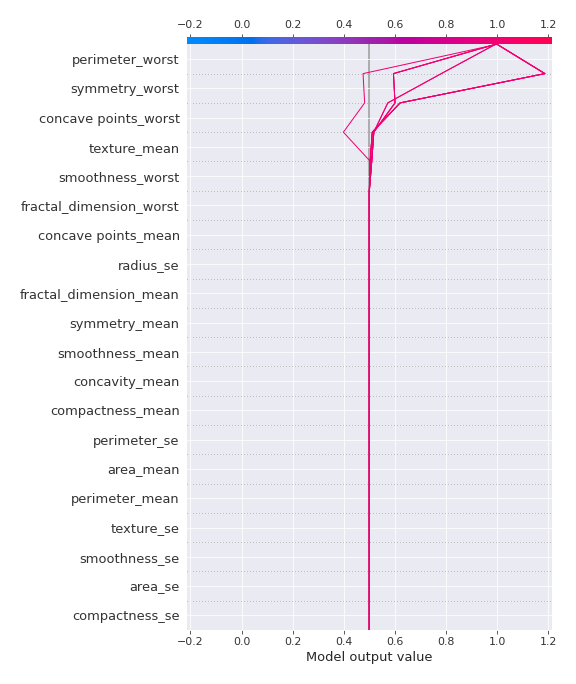 −0.2 0.0 0.2 0.4 0.6 0.8 1.0 1.2
perimeter_worst
symmetry_worst
concave points_worst
texture_mean
smoothness_worst
fractal_dimension_worst
concave points_mean
radius_se
fractal_dimension_mean
symmetry_mean
smoothness_mean
concavity_mean
compactness_mean
perimeter_se
area_mean
perimeter_mean
texture_se
smoothness_se
area_se
compactness_se
−0.2 0.0 0.2 0.4 0.6 0.8 1.0 1.2
Model output value